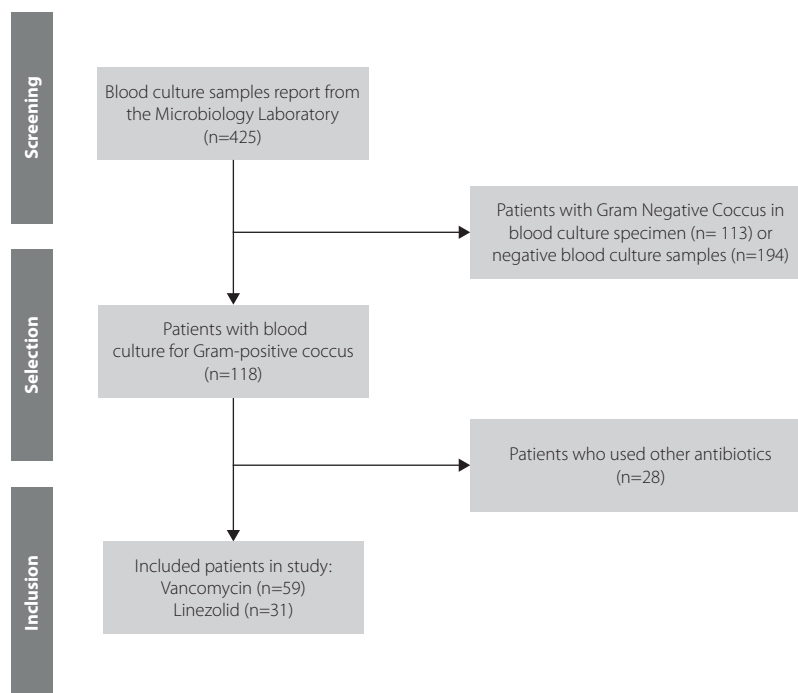 Screening
Blood culture samples report from
the Microbiology Laboratory
(n=425)
Patients with Gram Negative Coccus in
blood culture specimen (n= 113) or
negative blood culture samples (n=194)
Selection
Patients with blood
culture for Gram-positive coccus
(n=118)
Patients who used other antibiotics
(n=28)
Inclusion
Included patients in study:
Vancomycin (n=59)
Linezolid (n=31)